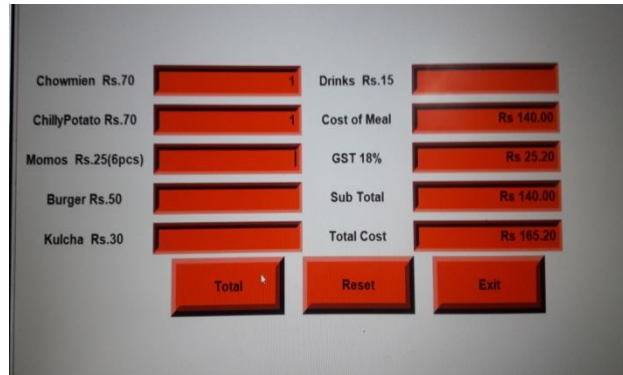 Chowmien Rs.70 1 Drinks Rs.15
ChillyPotato Rs.70 1 Cost of Meal Rs 140.00
Momos Rs.25(6pcs) GST 18% Rs 25.20
Burger Rs.50 Sub Total Rs 140.00
Kulcha Rs.30 Total Cost Rs 165.20
Total Reset Exit